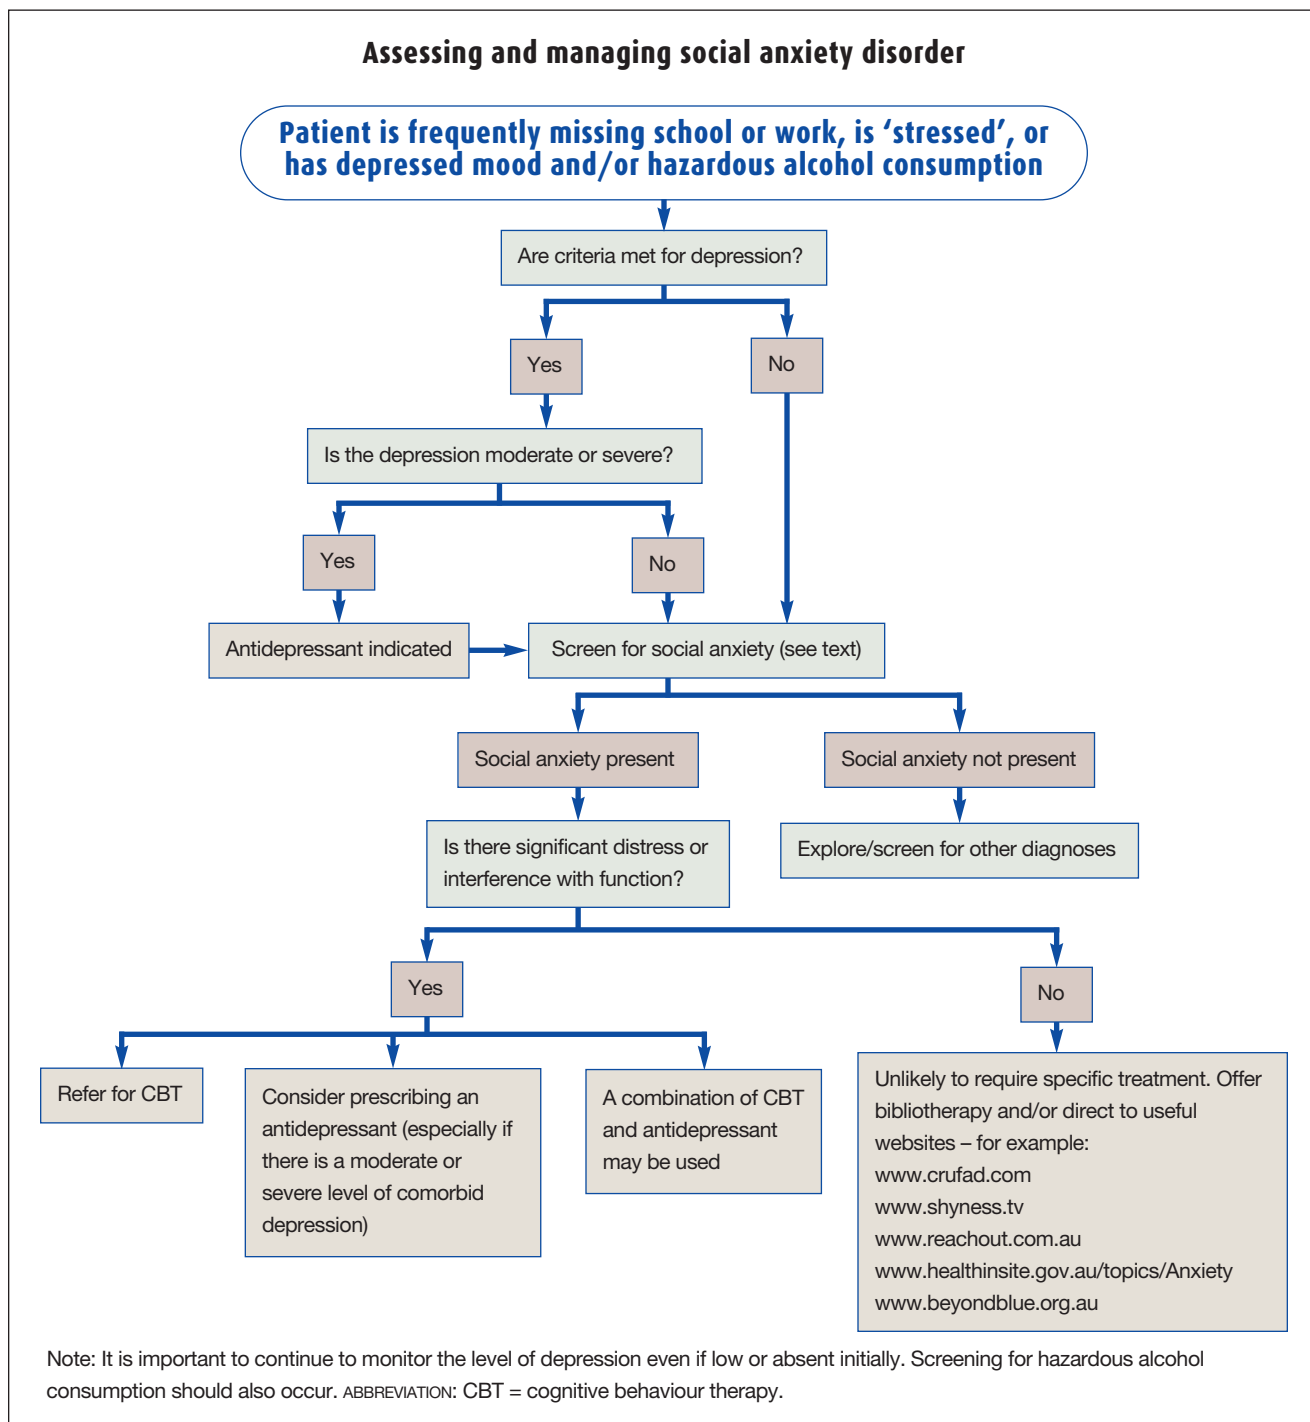 Assessing and managing social anxiety disorder
Patient is frequently missing school or work, is ‘stressed’, or
has depressed mood and/or hazardous alcohol consumption
Are criteria met for depression?
Yes
No
Is the depression moderate or severe?
Yes
No
Antidepressant indicated
Screen for social anxiety (see text)
Social anxiety present
Social anxiety not present
Is there significant distress or
interference with function?
Explore/screen for other diagnoses
Yes
No
Refer for CBT
Consider prescribing an
antidepressant (especially if
there is a moderate or
severe level of comorbid
depression)
A combination of CBT
and antidepressant
may be used
Unlikely to require specific treatment. Offer
bibliotherapy and/or direct to useful
websites – for example:
www.crufad.com
www.shyness.tv
www.reachout.com.au
www.healthinsite.gov.au/topics/Anxiety
www.beyondblue.org.au
Note: It is important to continue to monitor the level of depression even if low or absent initially. Screening for hazardous alcohol
consumption should also occur. ABBREVIATION: CBT = cognitive behaviour therapy.